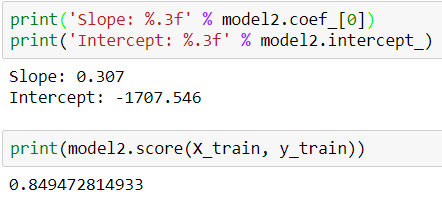 print('Slope: %.3f' % model2.coef_[0])
print('Intercept: %.3f' % model2.intercept_)
Slope: 0.307
Intercept: -1707.546
print(model2.score(X_train, y_train))
0.849472814933